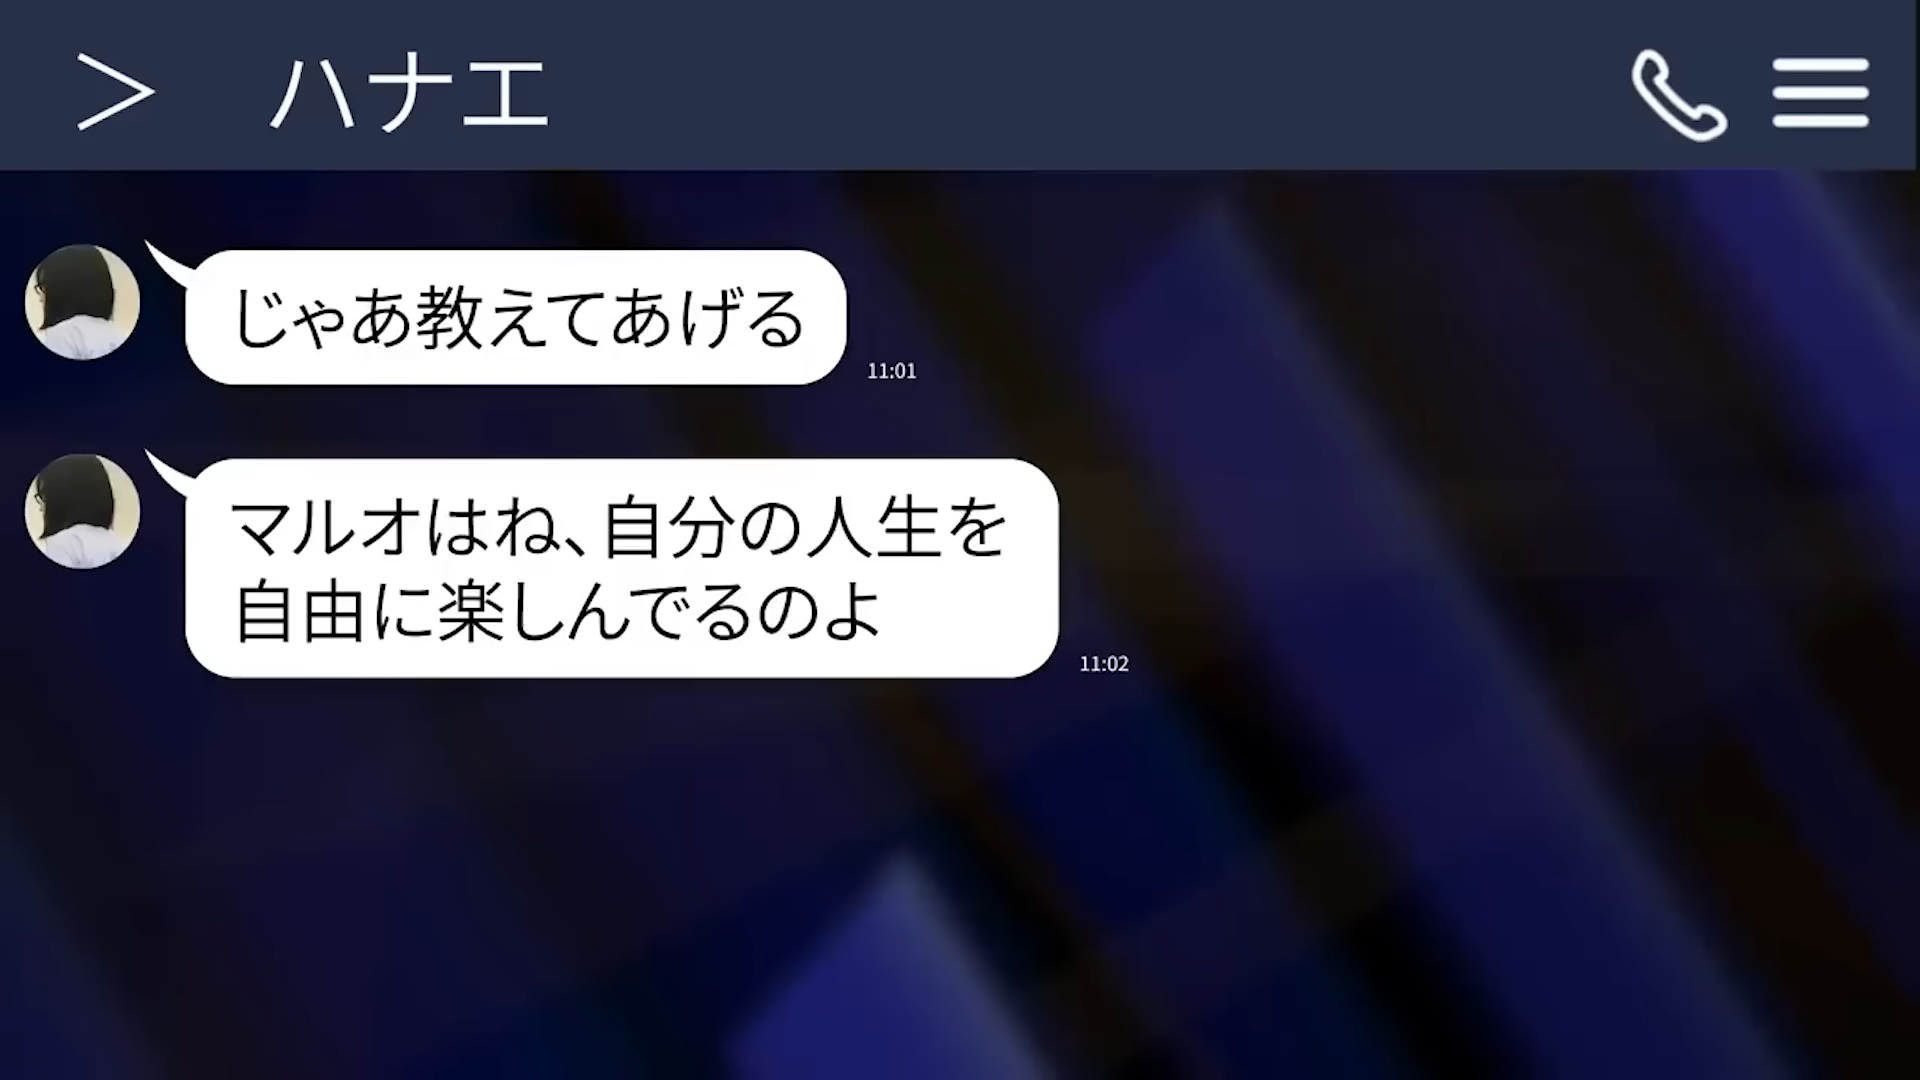 ＞ ハナエ
じゃあ教えてあげる
11:01
マルオはね、自分の人生を
自由に楽しんでるのよ
11:02